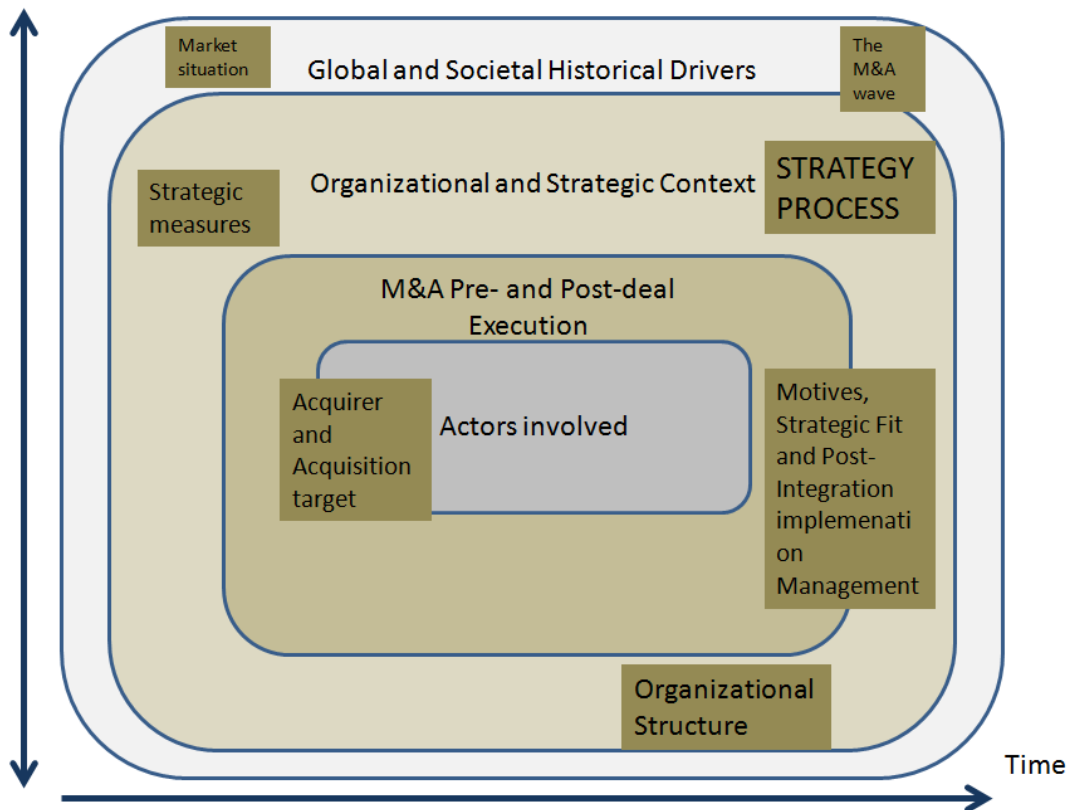 Market
situation
Global and Societal Historical Drivers
The
M&A
wave
Organizational and Strategic Context
STRATEGY
PROCESS
Strategic
measures
M&A Pre- and Post-deal
Execution
Acquirer
and
Acquisition
target
Actors involved
Motives,
Strategic Fit
and Post-
Integration
implemenati
on
Management
Organizational
Structure
Time